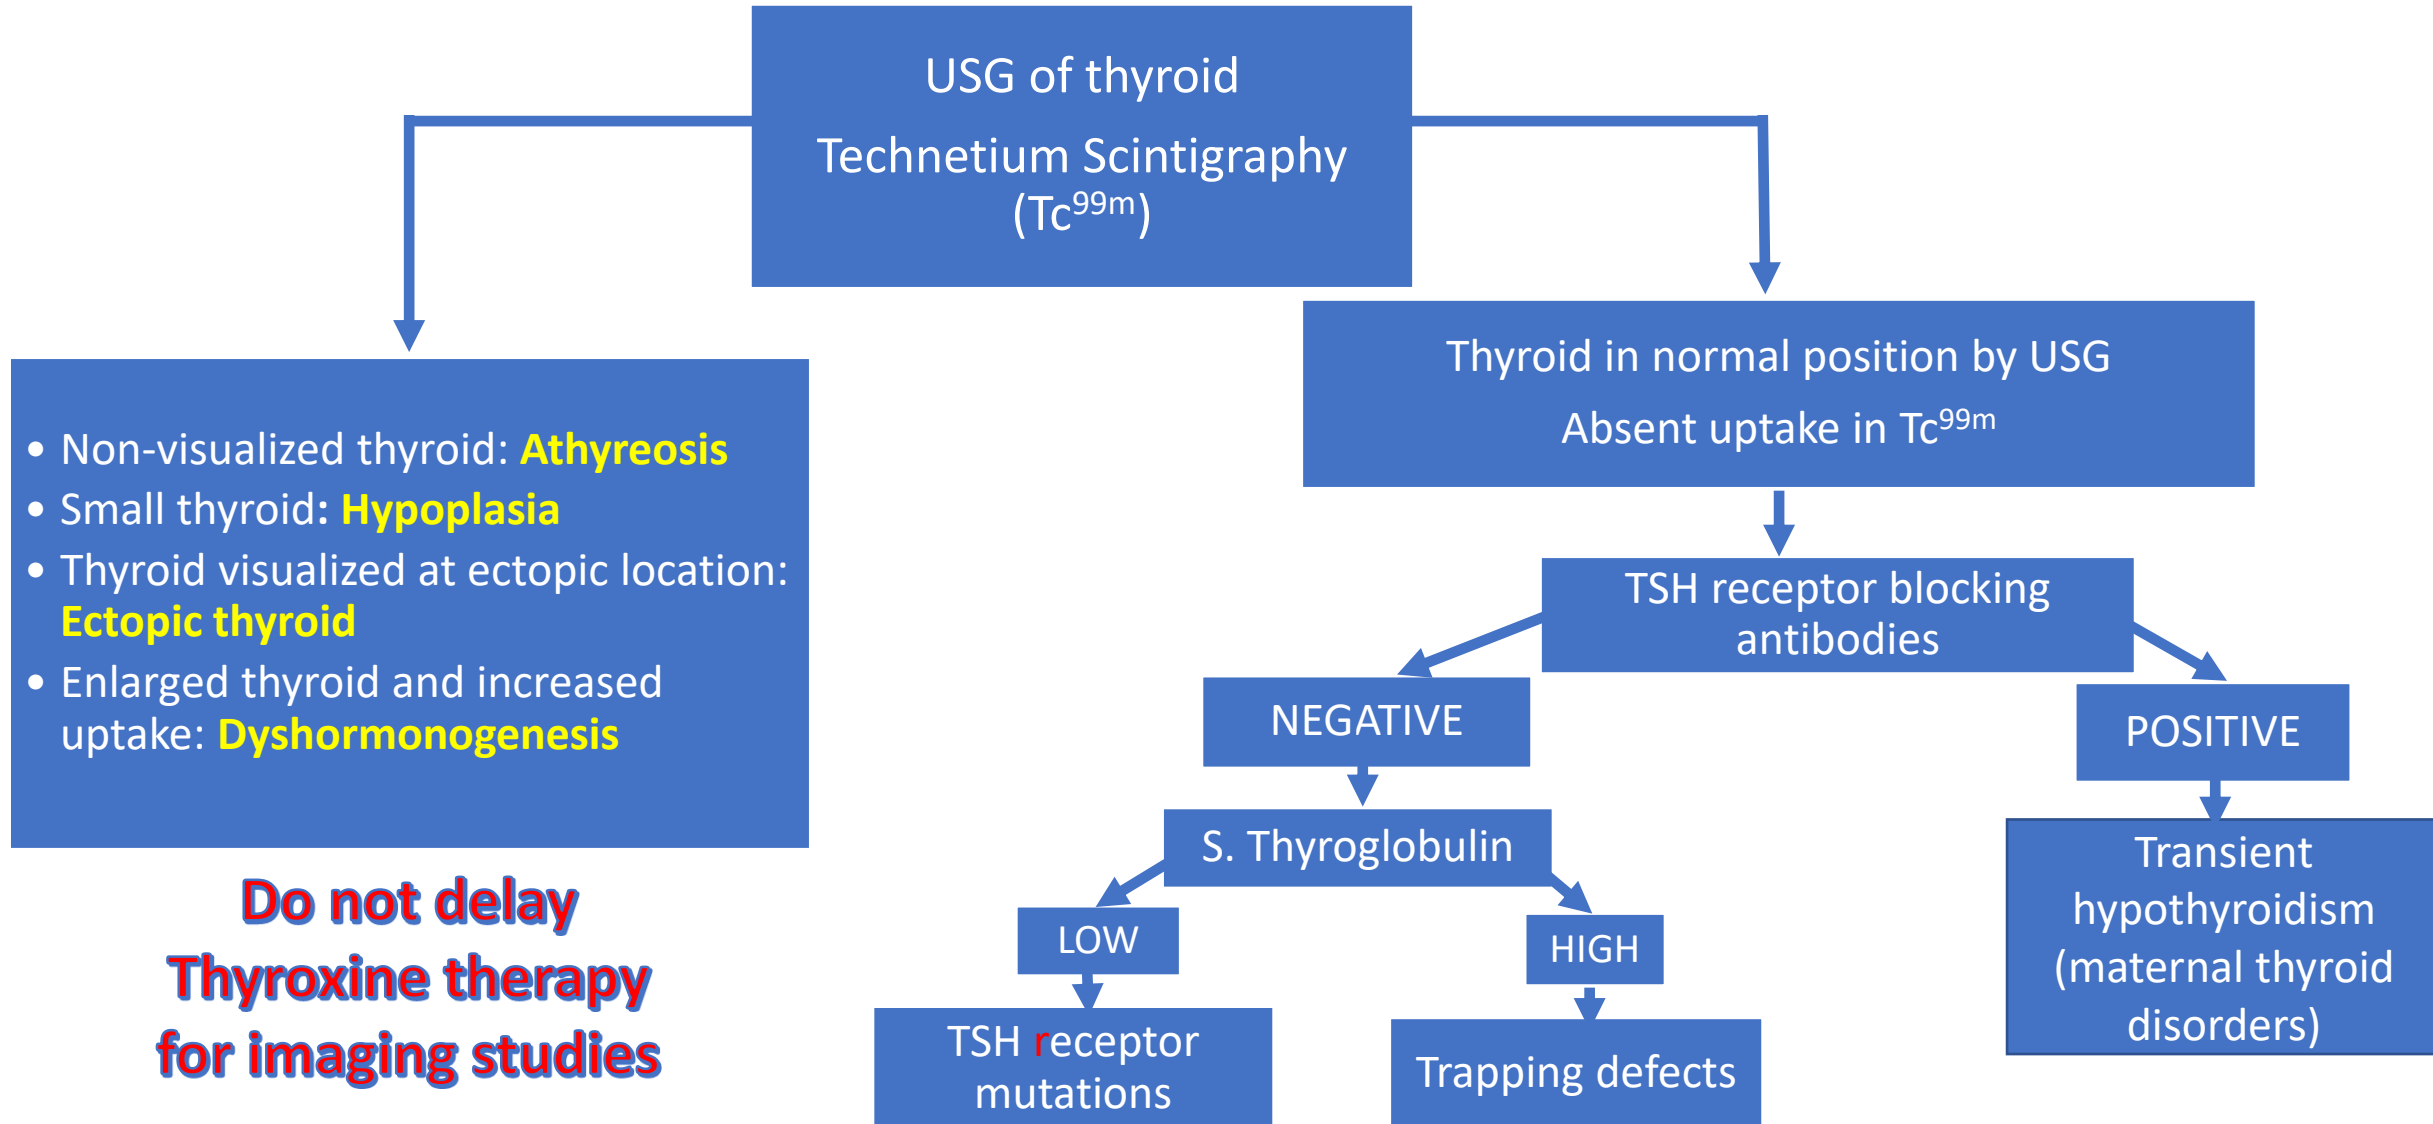 USG of thyroid
Technetium Scintigraphy
(Tc99m)
• Non-visualized thyroid: Athyreosis
• Small thyroid: Hypoplasia
• Thyroid visualized at ectopic location:
Ectopic thyroid
• Enlarged thyroid and increased
uptake: Dyshormonogenesis
Do not delay
Thyroxine therapy
for imaging studies
Thyroid in normal position by USG
Absent uptake in Tc99m
TSH receptor blocking
antibodies
NEGATIVE
POSITIVE
S. Thyroglobulin
Transient
hypothyroidism
(maternal thyroid
disorders)
LOW
HIGH
TSH receptor
mutations
Trapping defects